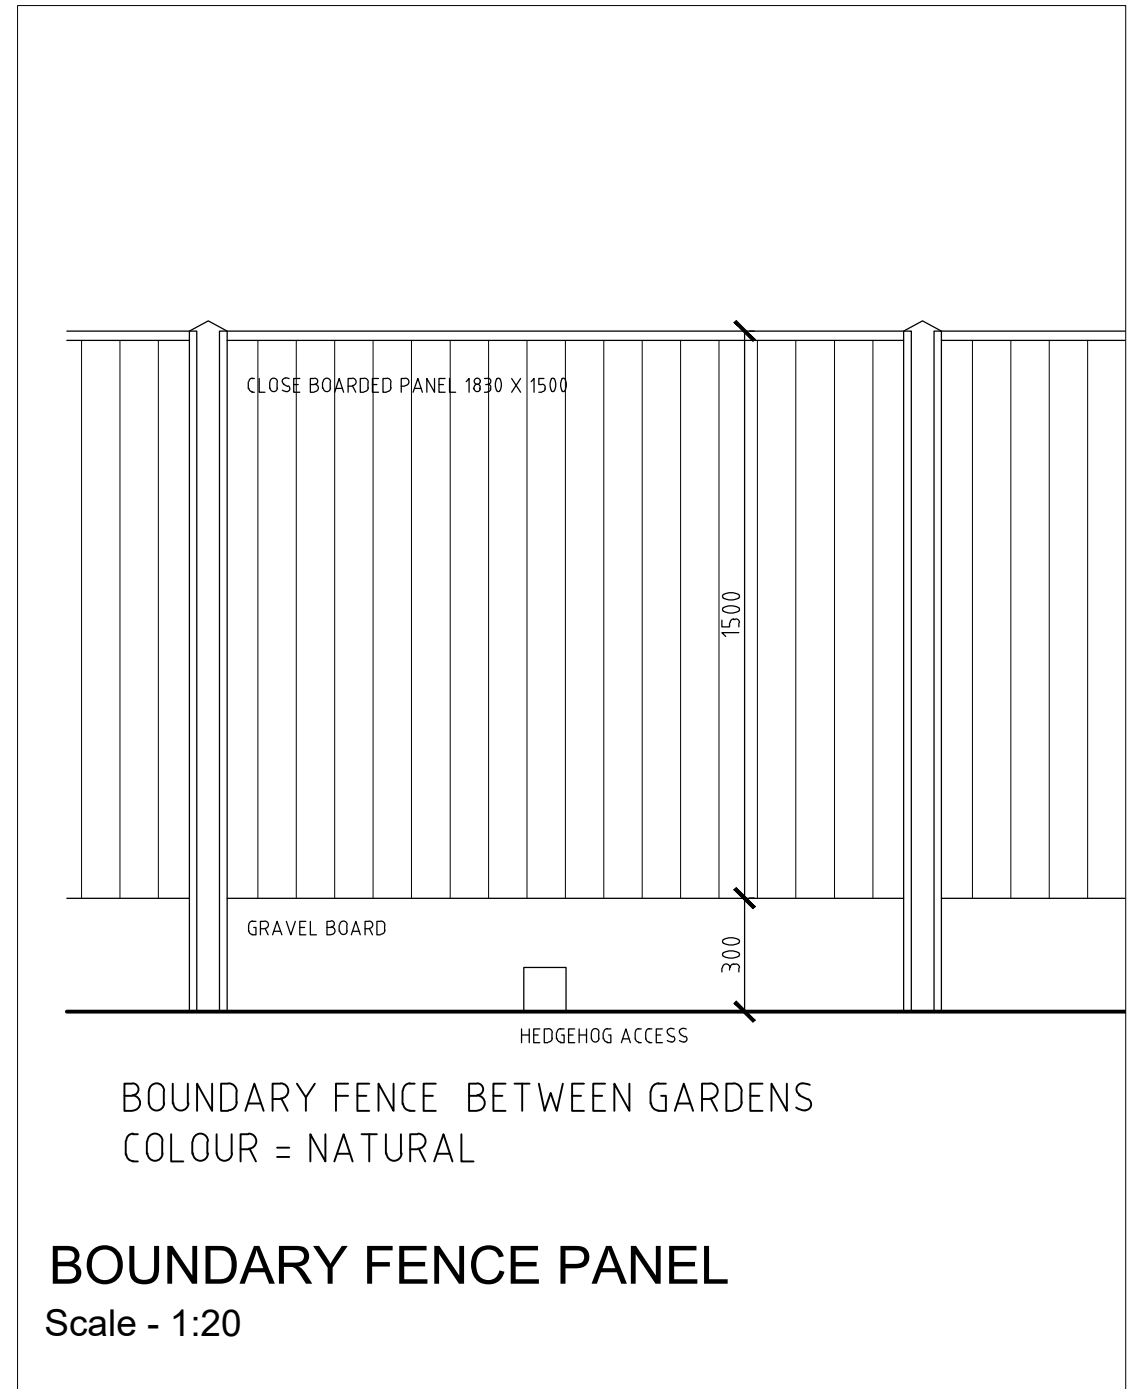 CLOSE BOARDED PANEL 1830 X 1500
1500
GRAVEL BOARD
300
HEDGEHOG ACCESS
BOUNDARY FENCE BETWEEN GARDENS
COLOUR = NATURAL
BOUNDARY FENCE PANEL
Scale - 1:20